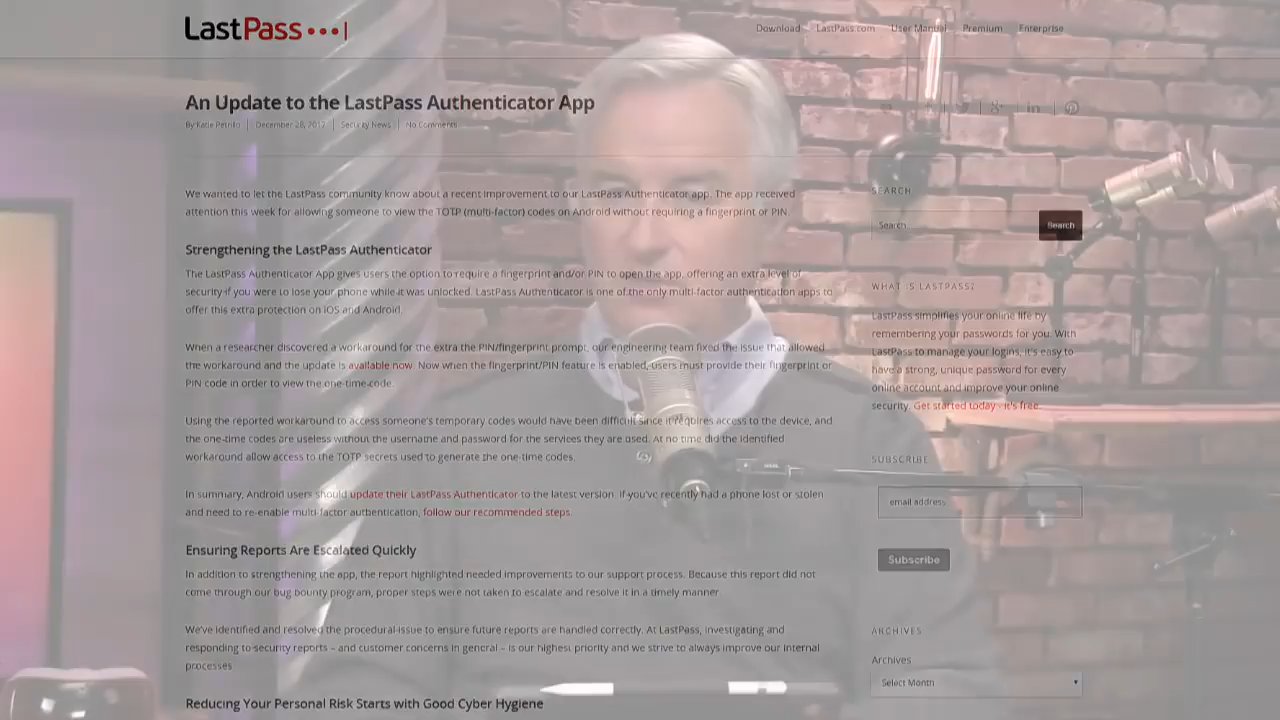 LastPass
Download LastPass.com User Manual Premium Enterprise
An Update to the LastPass Authenticator App
By Katie Petrillo December 28, 2017 Security News No Comments
We wanted to let the LastPass community know about a recent improvement to our LastPass Authenticator app. The app received
attention this week for allowing someone to view the TOTP (multi-factor) codes on Android without requiring a fingerprint or PIN.
Strengthening the LastPass Authenticator
The LastPass Authenticator App gives users the option to require a fingerprint and/or PIN to open the app, offering an extra level of
security if you were to lose your phone while it was unlocked. LastPass Authenticator is one of the only multi-factor authentication apps to
offer this extra protection on iOS and Android.
When a researcher discovered a workaround for the extra the PIN/fingerprint prompt, our engineering team fixed the issue that allowed
the workaround and the update is available now. Now when the fingerprint/PIN feature is enabled, users must provide their fingerprint or
PIN code in order to view the one-time-code.
Using the reported workaround to access someone's temporary codes would have been difficult since it requires access to the device, and
the one-time codes are useless without the username and password for the services they are used. At no time did the identified
workaround allow access to the TOTP secrets used to generate the one-time codes.
In summary, Android users should update their LastPass Authenticator to the latest version. If you've recently had a phone lost or stolen
and need to re-enable multi-factor authentication, follow our recommended steps.
Ensuring Reports Are Escalated Quickly
In addition to strengthening the app, the report highlighted needed improvements to our support process. Because this report did not
come through our bug bounty program, proper steps were not taken to escalate and resolve it in a timely manner.
We've identified and resolved the procedural issue to ensure future reports are handled correctly. At LastPass, investigating and
responding to security reports – and customer concerns in general – is our highest priority and we strive to always improve our internal
processes.
Reducing Your Personal Risk Starts with Good Cyber Hygiene
SEARCH
Search... Search
WHAT IS LASTPASS?
LastPass simplifies your online life by
remembering your passwords for you. With
LastPass to manage your logins, it's easy to
have a strong, unique password for every
online account and improve your online
security. Get started today - it's free.
SUBSCRIBE
email address
Subscribe
ARCHIVES
Archives
Select Month